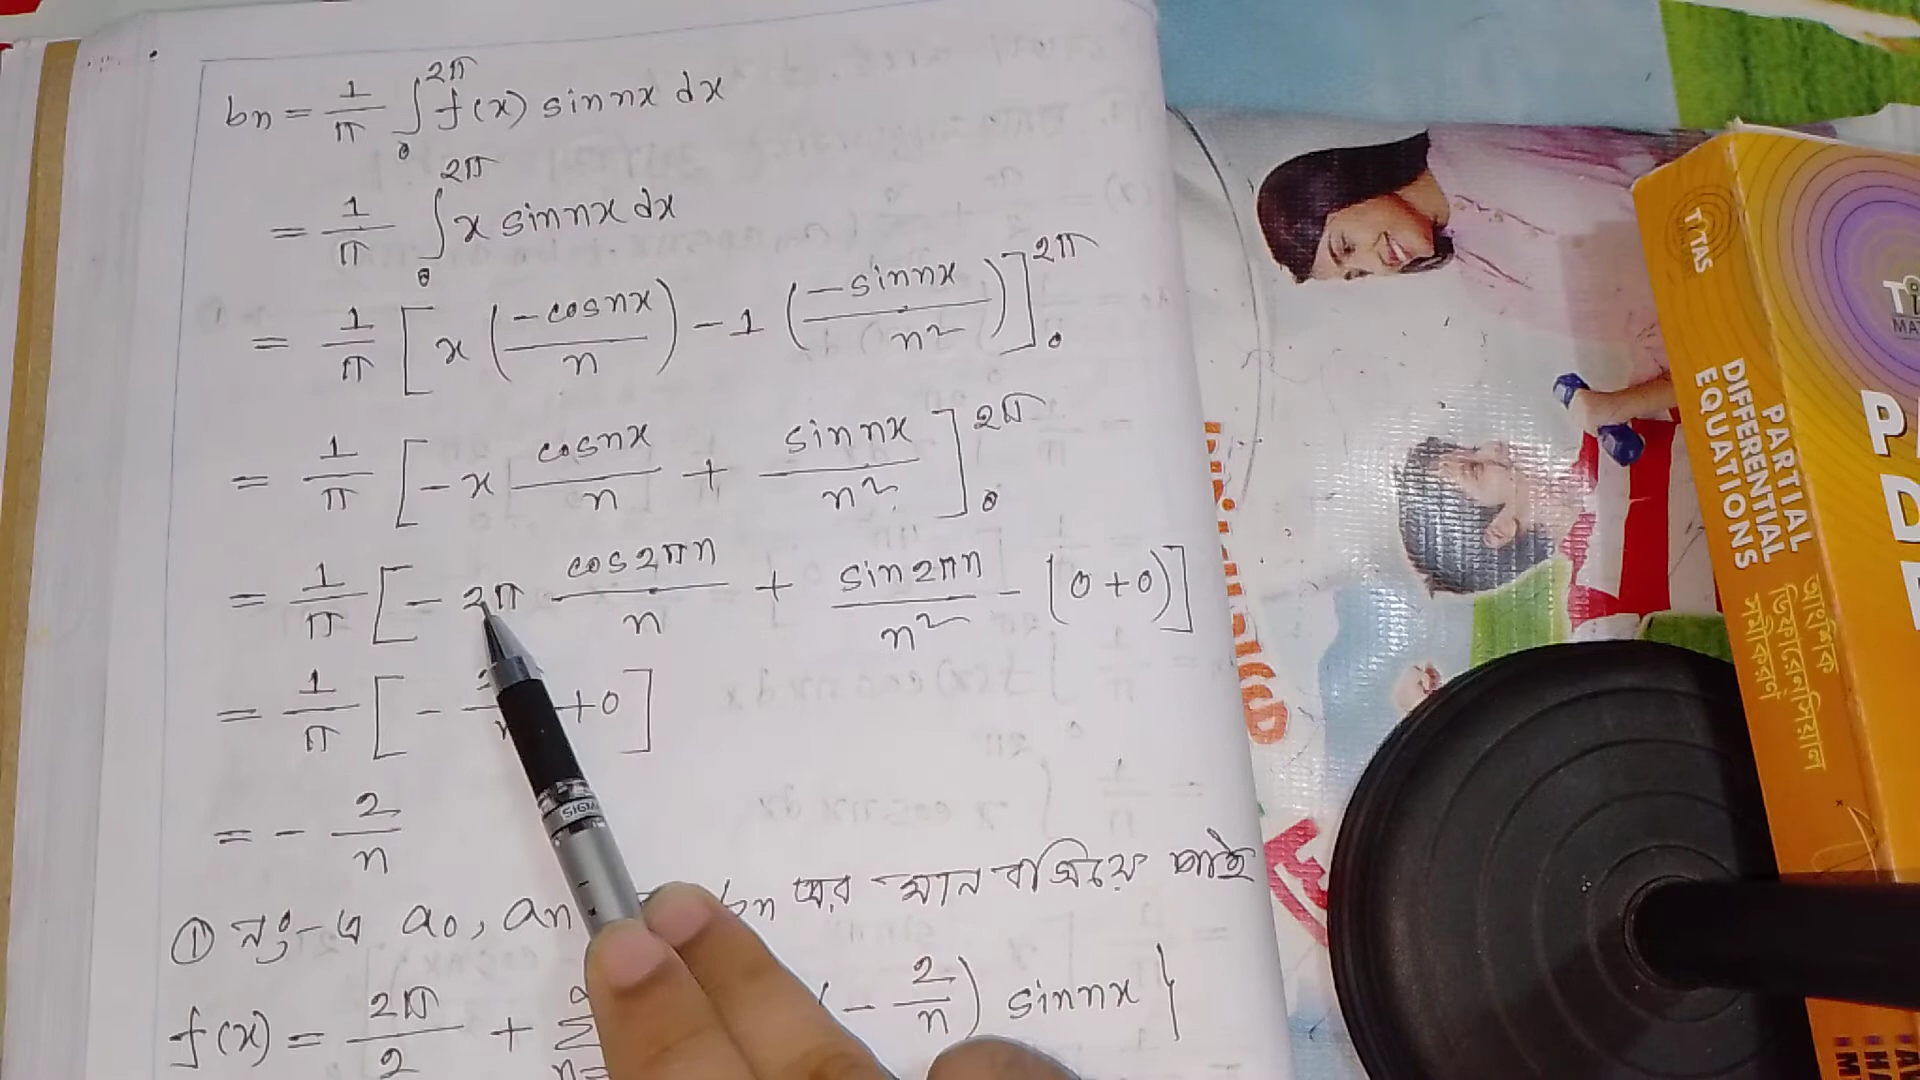 bn = 1/π ∫₀^2π f(x) sin nx dx
= 1/π ∫₀^2π x sin nx dx
= 1/π [x (-cos nx / n) - 1 (-sin nx / n²)]₀^2π
= 1/π [-x cos nx / n + sin nx / n²]₀^2π
= 1/π [-2π cos 2πn / n + sin 2πn / n² - (0+0)]
= 1/π [- +0]
= - 2/n
① নং-এ a₀, an bn এর মান বসিয়ে পাই
f(x) = 2π/2 + Σ (- 2/n) sin nx }
TITAS
PARTIAL DIFFERENTIAL EQUATIONS
আংশিক ডিফারেনসিয়াল সমীকরণ